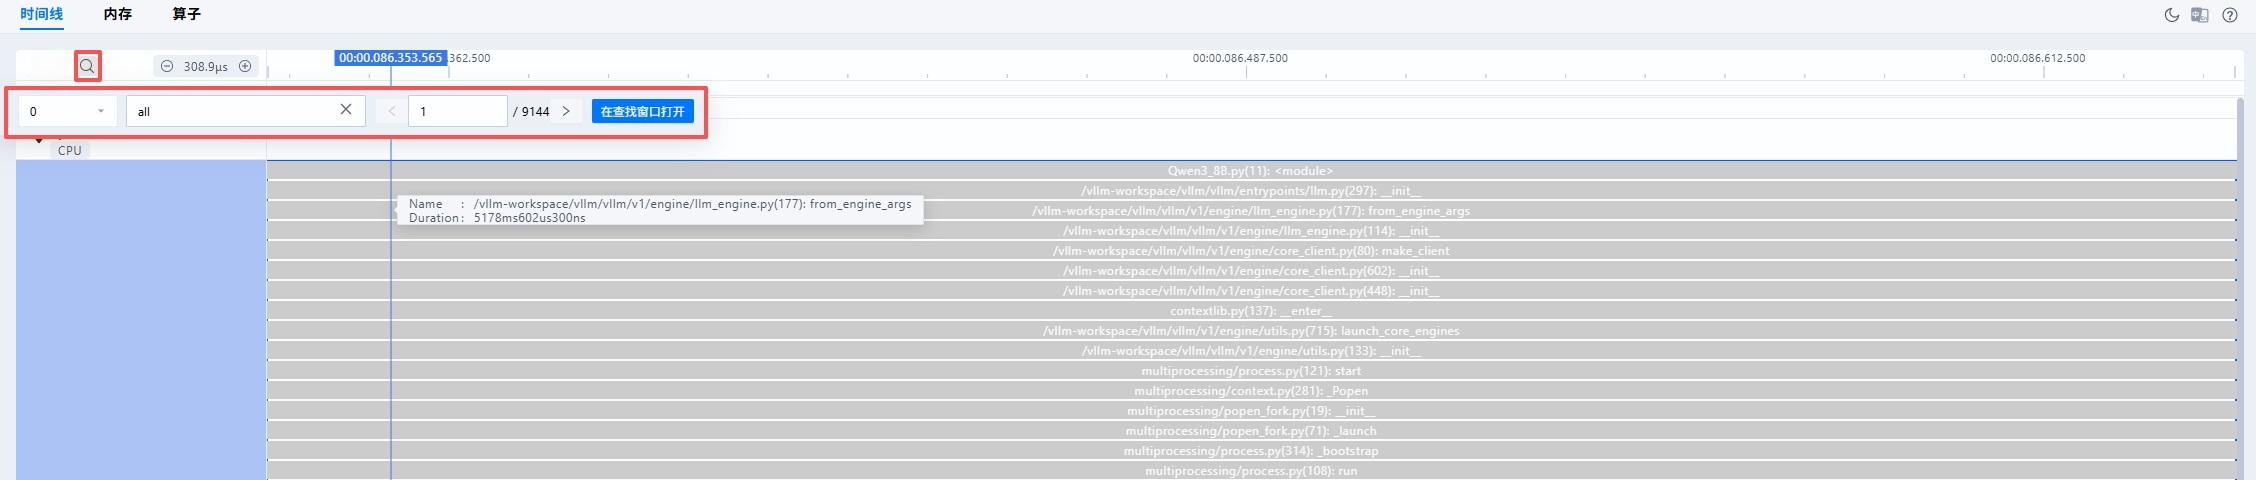 时间线 内存 算子
308.9μs 00:00.086.353.565 362.500 00:00.086.487.500 00:00.086.612.500
0 all 1 / 9144 在查找窗口打开
CPU
Qwen3_8B.py(11): <module>
/vllm-workspace/vllm/vllm/entrypoints/llm.py(297): __init__
Name : /vllm-workspace/vllm/vllm/v1/engine/llm_engine.py(177): from_engine_args
Duration: 5178ms602us300ns
/vllm-workspace/vllm/vllm/v1/engine/llm_engine.py(177): from_engine_args
/vllm-workspace/vllm/vllm/v1/engine/llm_engine.py(114): __init__
/vllm-workspace/vllm/vllm/v1/engine/core_client.py(80): make_client
/vllm-workspace/vllm/vllm/v1/engine/core_client.py(602): __init__
/vllm-workspace/vllm/vllm/v1/engine/core_client.py(448): __init__
contextlib.py(137): __enter__
/vllm-workspace/vllm/vllm/v1/engine/utils.py(715): launch_core_engines
/vllm-workspace/vllm/vllm/v1/engine/utils.py(133): __init__
multiprocessing/process.py(121): start
multiprocessing/context.py(281): _Popen
multiprocessing/popen_fork.py(19): __init__
multiprocessing/popen_fork.py(71): _launch
multiprocessing/process.py(314): _bootstrap
multiprocessing/process.py(108): run